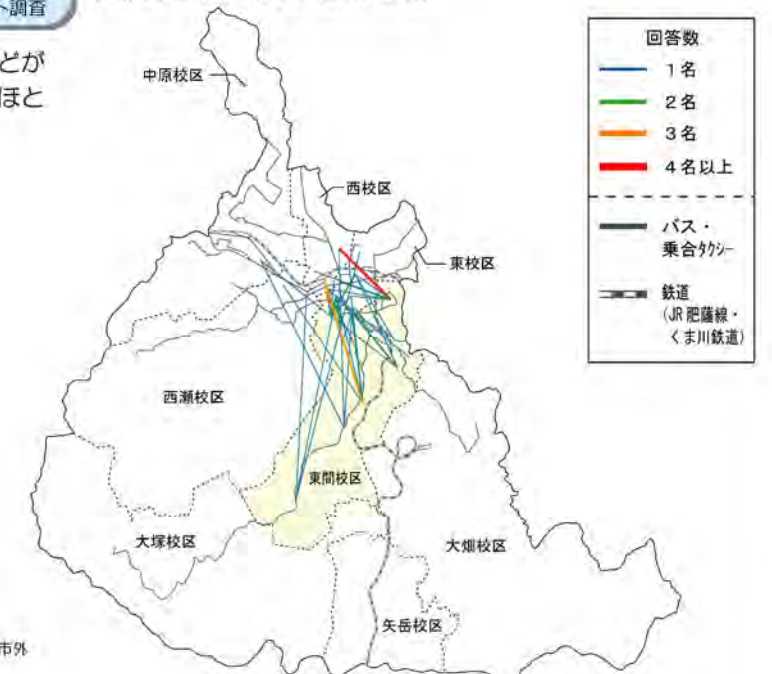 ト調査
どが
ほと
中原校区
西校区
東校区
西瀬校区
東間校区
大塚校区
大畑校区
矢岳校区
市外
回答数
1名
2名
3名
4名以上
バス・
乗合タクシー
鉄道
(JR肥薩線・
くま川鉄道)